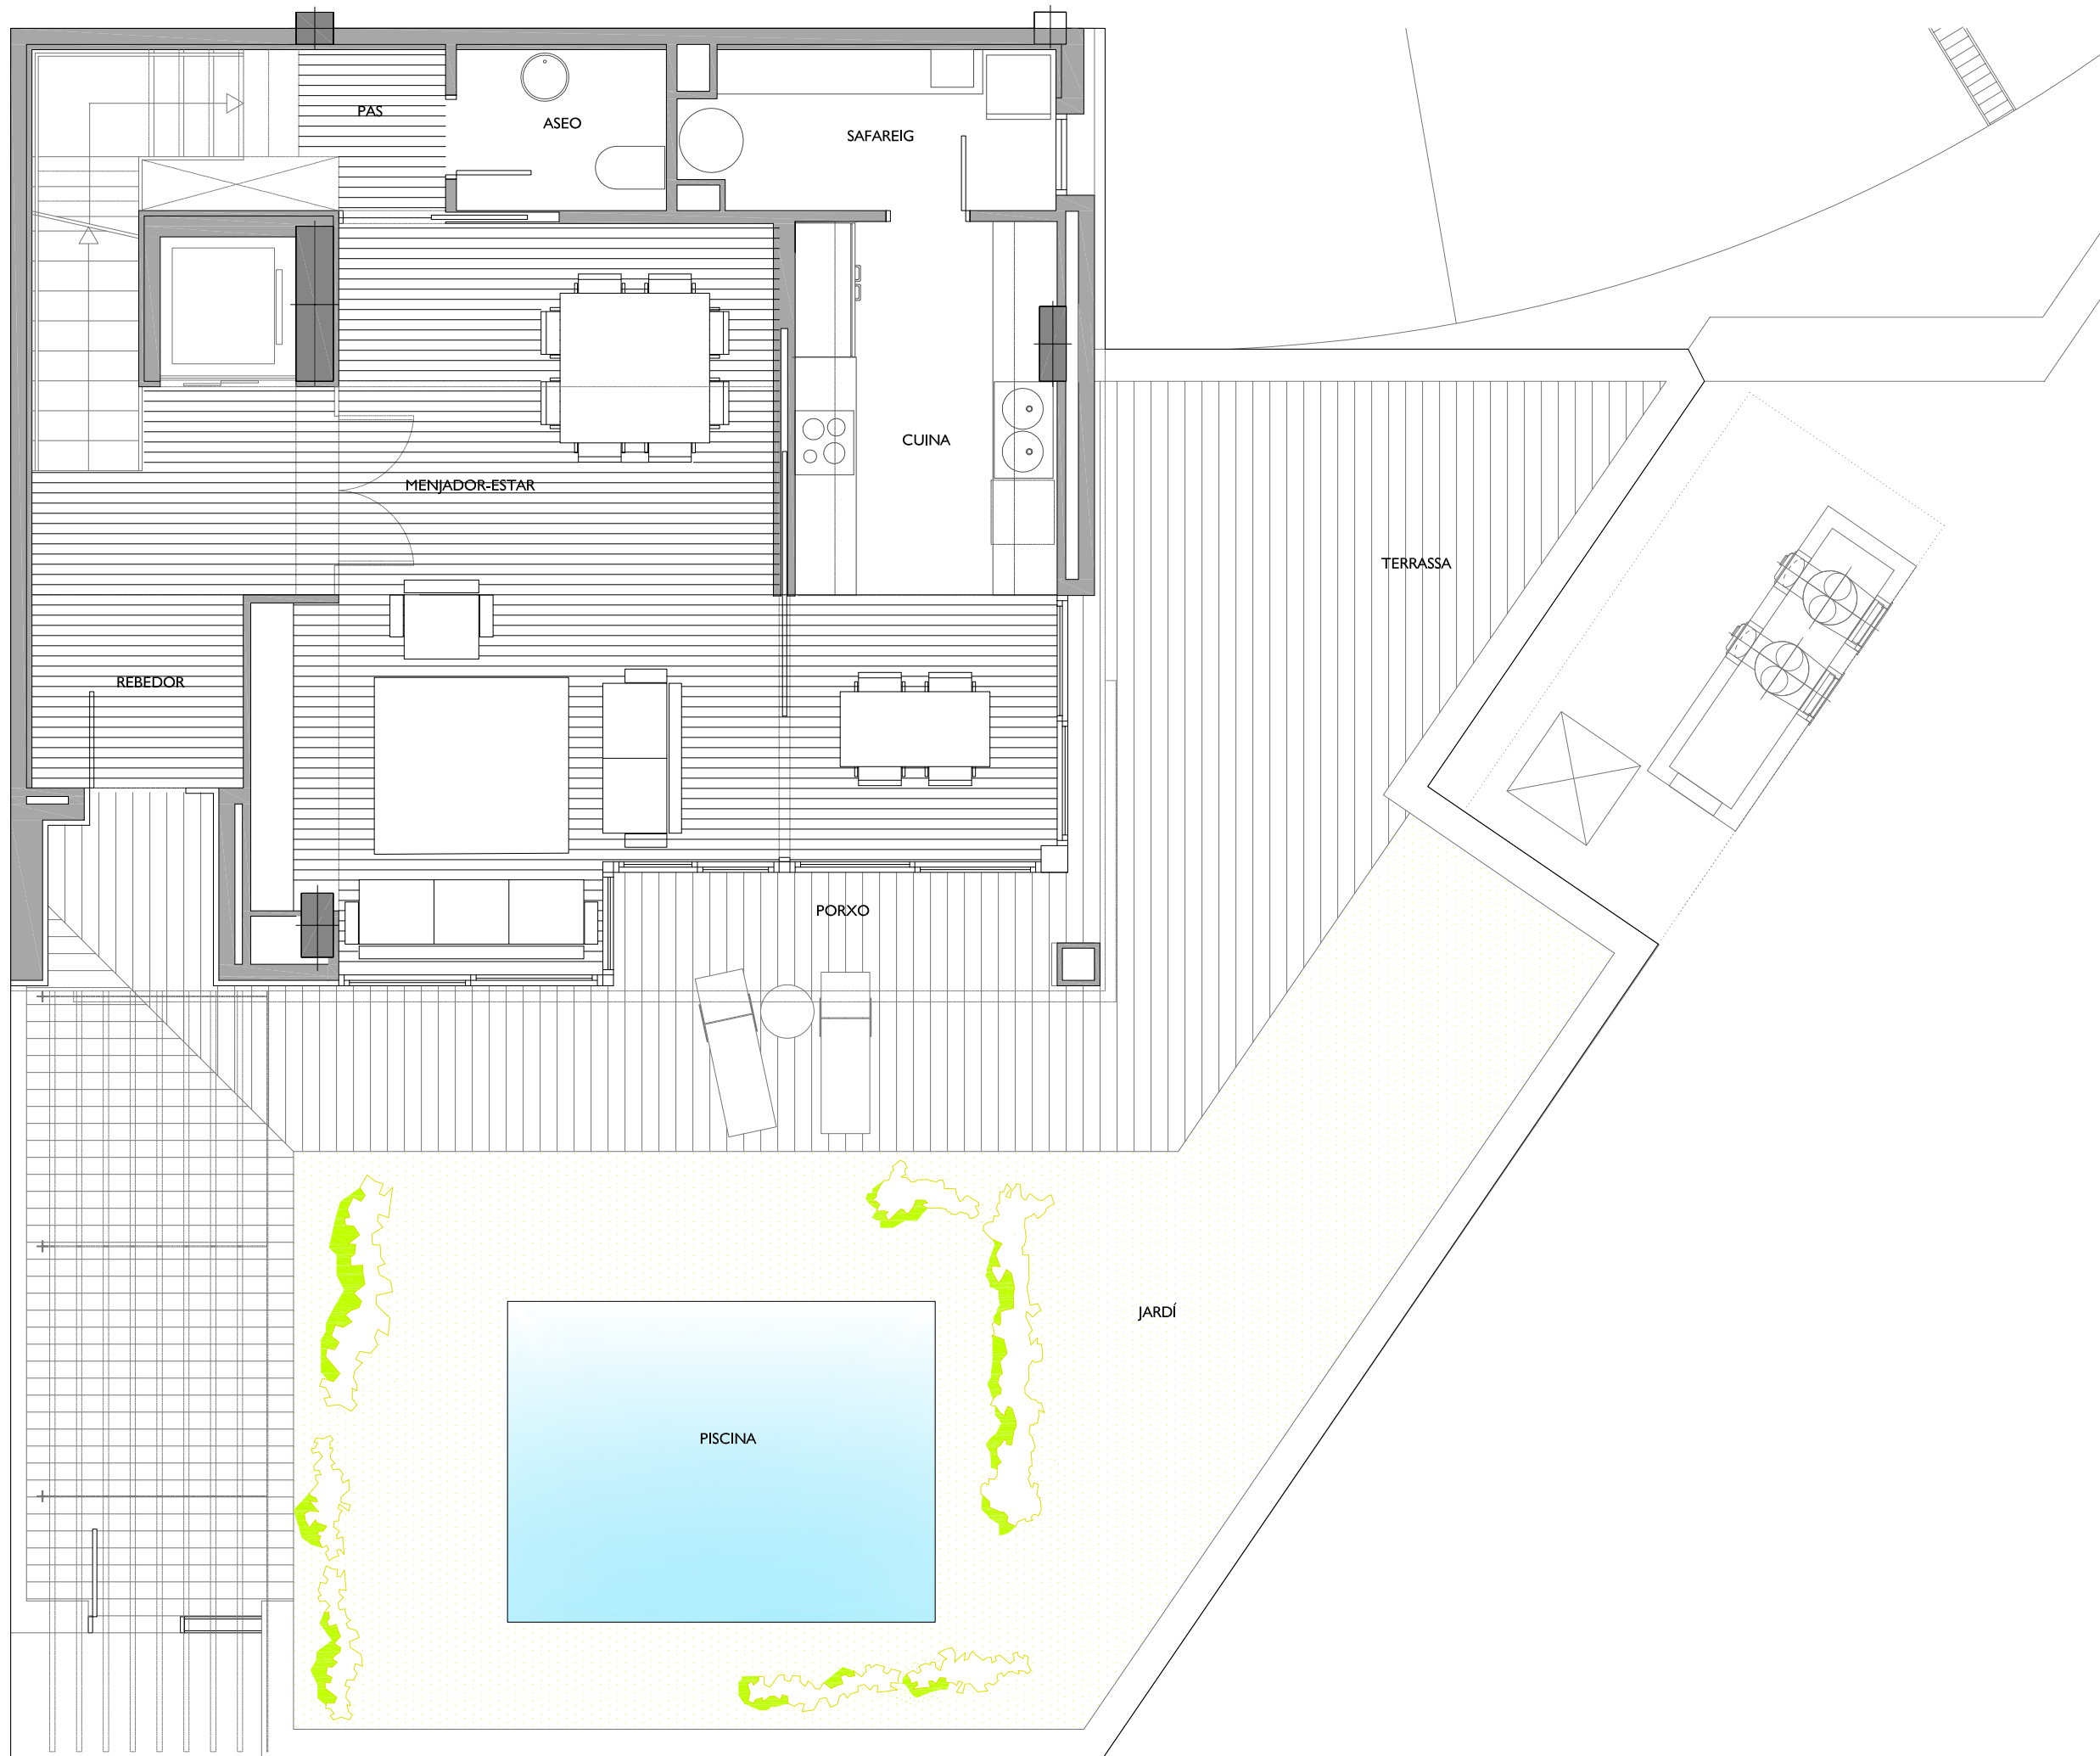 PAS
ASEO
SAFAREIG
CUINA
MENJADOR-ESTAR
TERRASSA
REBEDOR
PORXO
JARDÍ
PISCINA